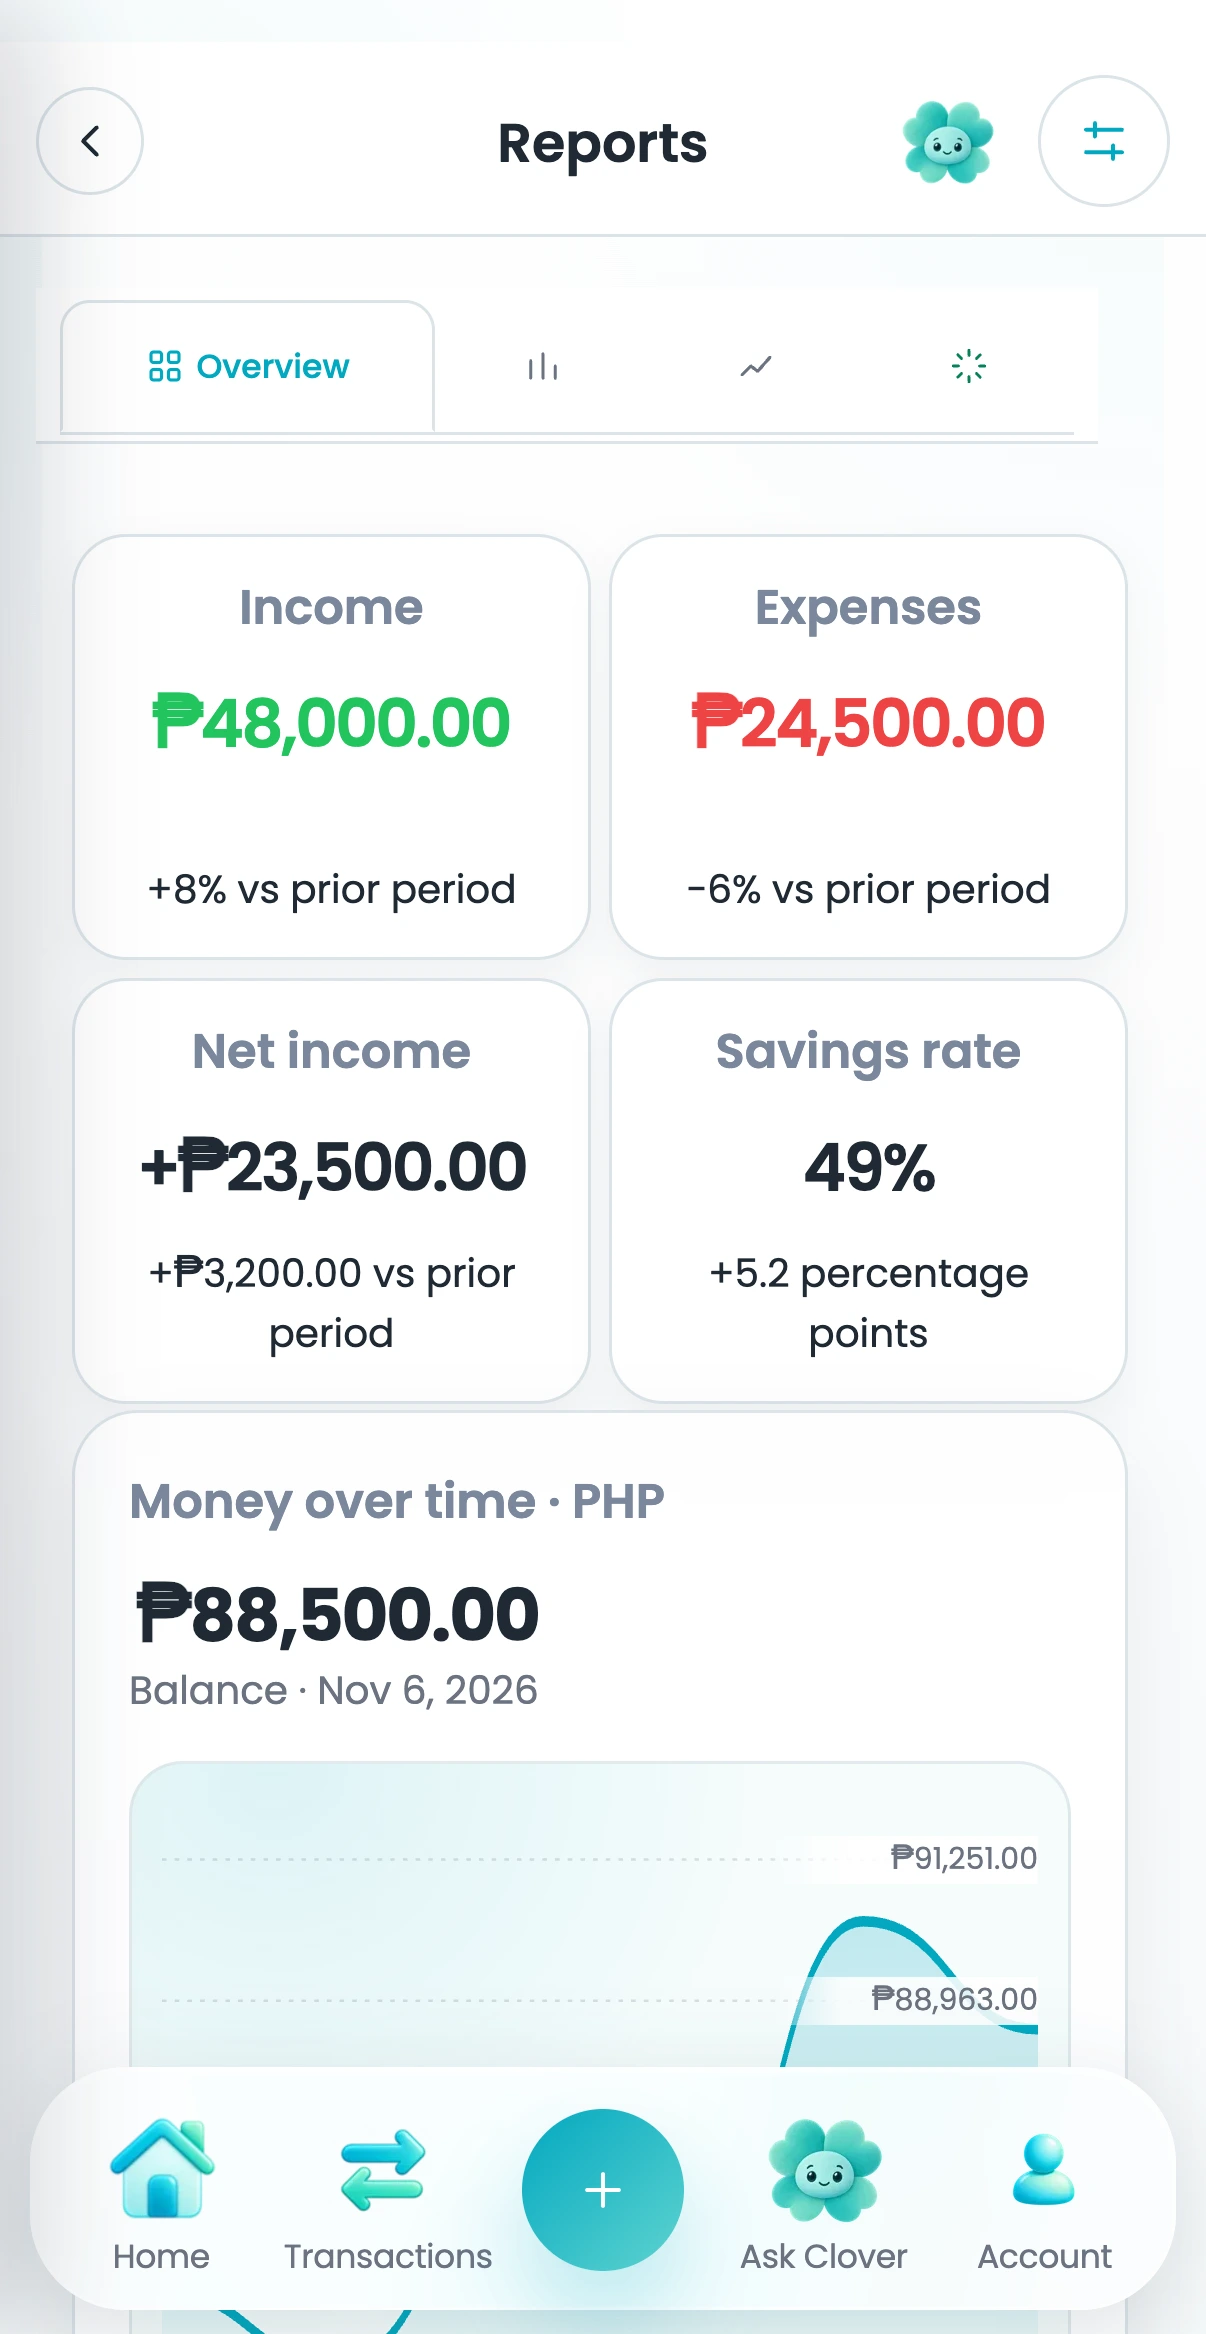 Reports
Overview
Income
₱48,000.00
+8% vs prior period
Expenses
₱24,500.00
-6% vs prior period
Net income
+₱23,500.00
+₱3,200.00 vs prior
period
Savings rate
49%
+5.2 percentage
points
Money over time · PHP
₱88,500.00
Balance · Nov 6, 2026
₱91,251.00
₱88,963.00
Home
Transactions
Ask Clover
Account